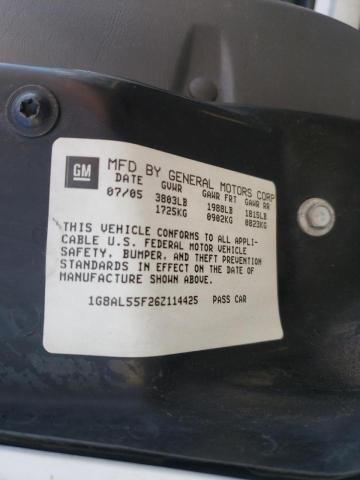 GM MFD BY GENERAL MOTORS CORP
DATE GVWR GAWR FRT GAWR RR
07/05 3803LB 1988LB 1815LB
1725KG 0902KG 0823KG
THIS VEHICLE CONFORMS TO ALL APPLI-
CABLE U.S. FEDERAL MOTOR VEHICLE
SAFETY, BUMPER, AND THEFT PREVENTION
STANDARDS IN EFFECT ON THE DATE OF
MANUFACTURE SHOWN ABOVE.
1G8AL55F26Z114425 PASS CAR